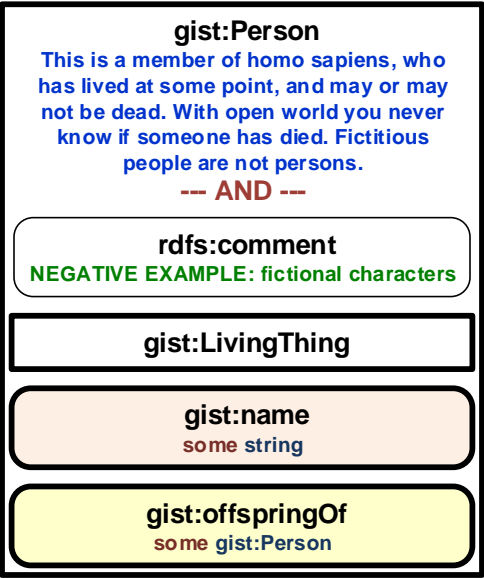 gist:Person
This is a member of homo sapiens, who
has lived at some point, and may or may
not be dead. With open world you never
know if someone has died. Fictitious
people are not persons.
--- AND ---
rdfs:comment
NEGATIVE EXAMPLE: fictional characters
gist:LivingThing
gist:name
some string
gist:offspringOf
some gist:Person